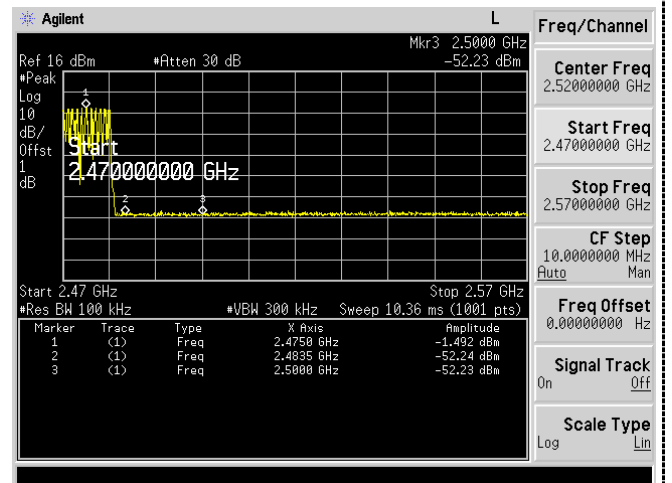 Agilent L
Mkr3 2.5000 GHz
Ref 16 dBm #Atten 30 dB -52.23 dBm
#Peak
Log
10
dB/
Offst
1
dB
1
Start
2.470000000 GHz
2 3
Start 2.47 GHz Stop 2.57 GHz
#Res BW 100 kHz #VBW 300 kHz Sweep 10.36 ms (1001 pts)
Marker Trace Type X Axis Amplitude
1 (1) Freq 2.4750 GHz -1.492 dBm
2 (1) Freq 2.4835 GHz -52.24 dBm
3 (1) Freq 2.5000 GHz -52.23 dBm
Freq/Channel
Center Freq
2.52000000 GHz
Start Freq
2.47000000 GHz
Stop Freq
2.57000000 GHz
CF Step
10.0000000 MHz
Auto Man
Freq Offset
0.00000000 Hz
Signal Track
On Off
Scale Type
Log Lin